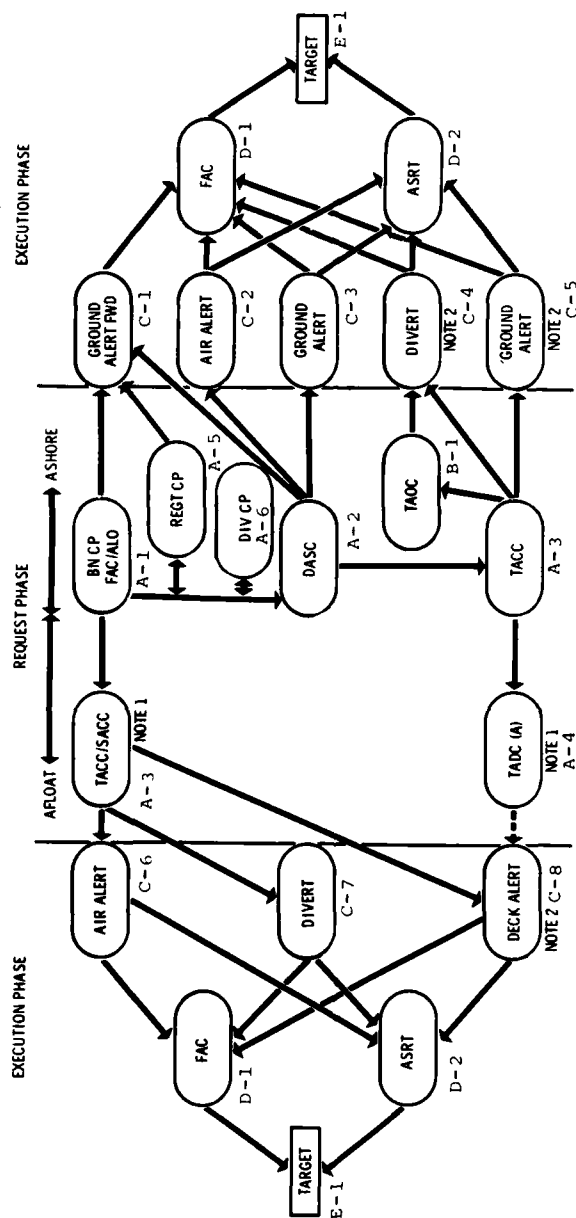 EXECUTION PHASE
REQUEST PHASE
EXECUTION PHASE
AFLOAT
ASHORE
AIR ALERT
C-6
TACC/SACC
A-3
NOTE 1
BN CP
FAC/ALO
A-1
GROUND
ALERT FWD
C-1
FAC
D-1
REGT CP
A-5
AIR ALERT
C-2
FAC
D-1
TARGET
E-1
DIVERT
C-7
DIV CP
A-6
DASC
A-2
GROUND
ALERT
C-3
TARGET
E-1
ASRT
D-2
TAOC
B-1
DIVERT
NOTE 2
C-4
ASRT
D-2
DECK ALERT
NOTE 2 C-8
TADC (A)
NOTE 1
A-4
TACC
A-3
GROUND
ALERT
NOTE 2
C-5